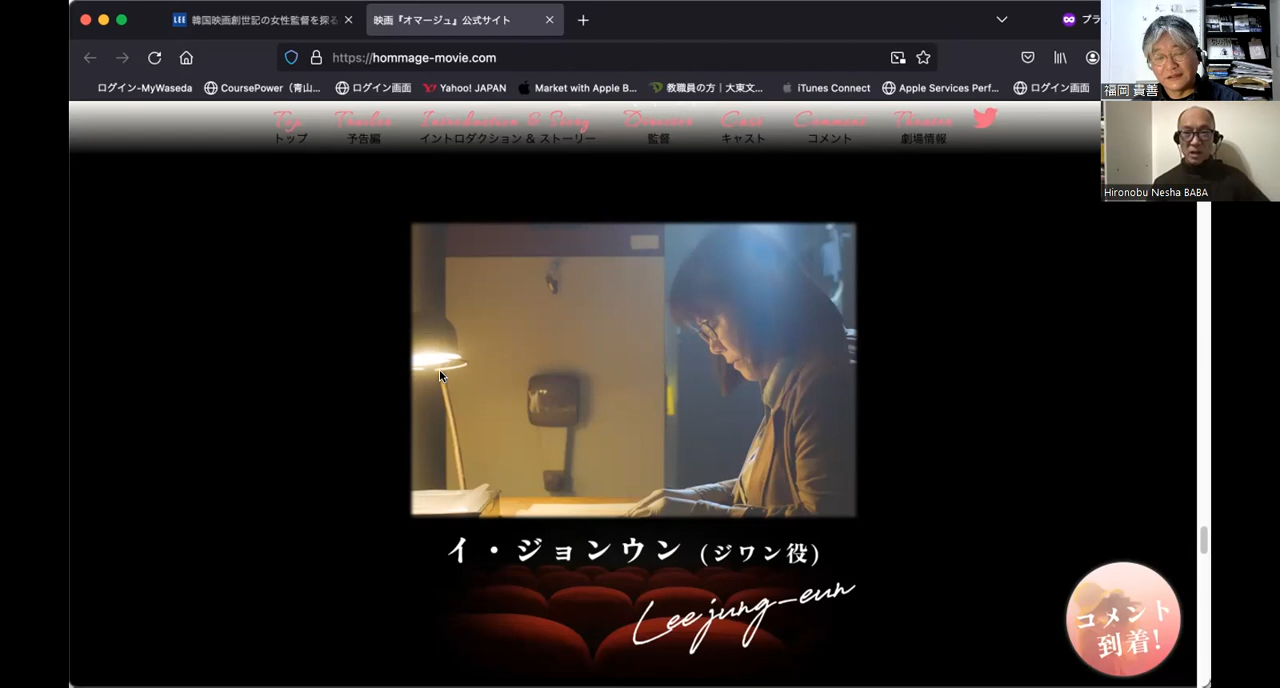 LEE 韓国映画創世記の女性監督を探る
映画『オマージュ』公式サイト
プラ
https://hommage-movie.com
ログイン-MyWaseda
CoursePower（青山...
ログイン画面
Yahoo! JAPAN
Market with Apple B...
教職員の方｜大東文...
iTunes Connect
Apple Services Perf...
ログイン画面
福岡 貴善
Hironobu Nesha BABA
Top
Trailer
Introduction & Story
Director
Cast
Comment
Theater
トップ
予告編
イントロダクション & ストーリー
監督
キャスト
コメント
劇場情報
イ・ジョンウン (ジワン役)
Lee jung-eun
コメント
到着!